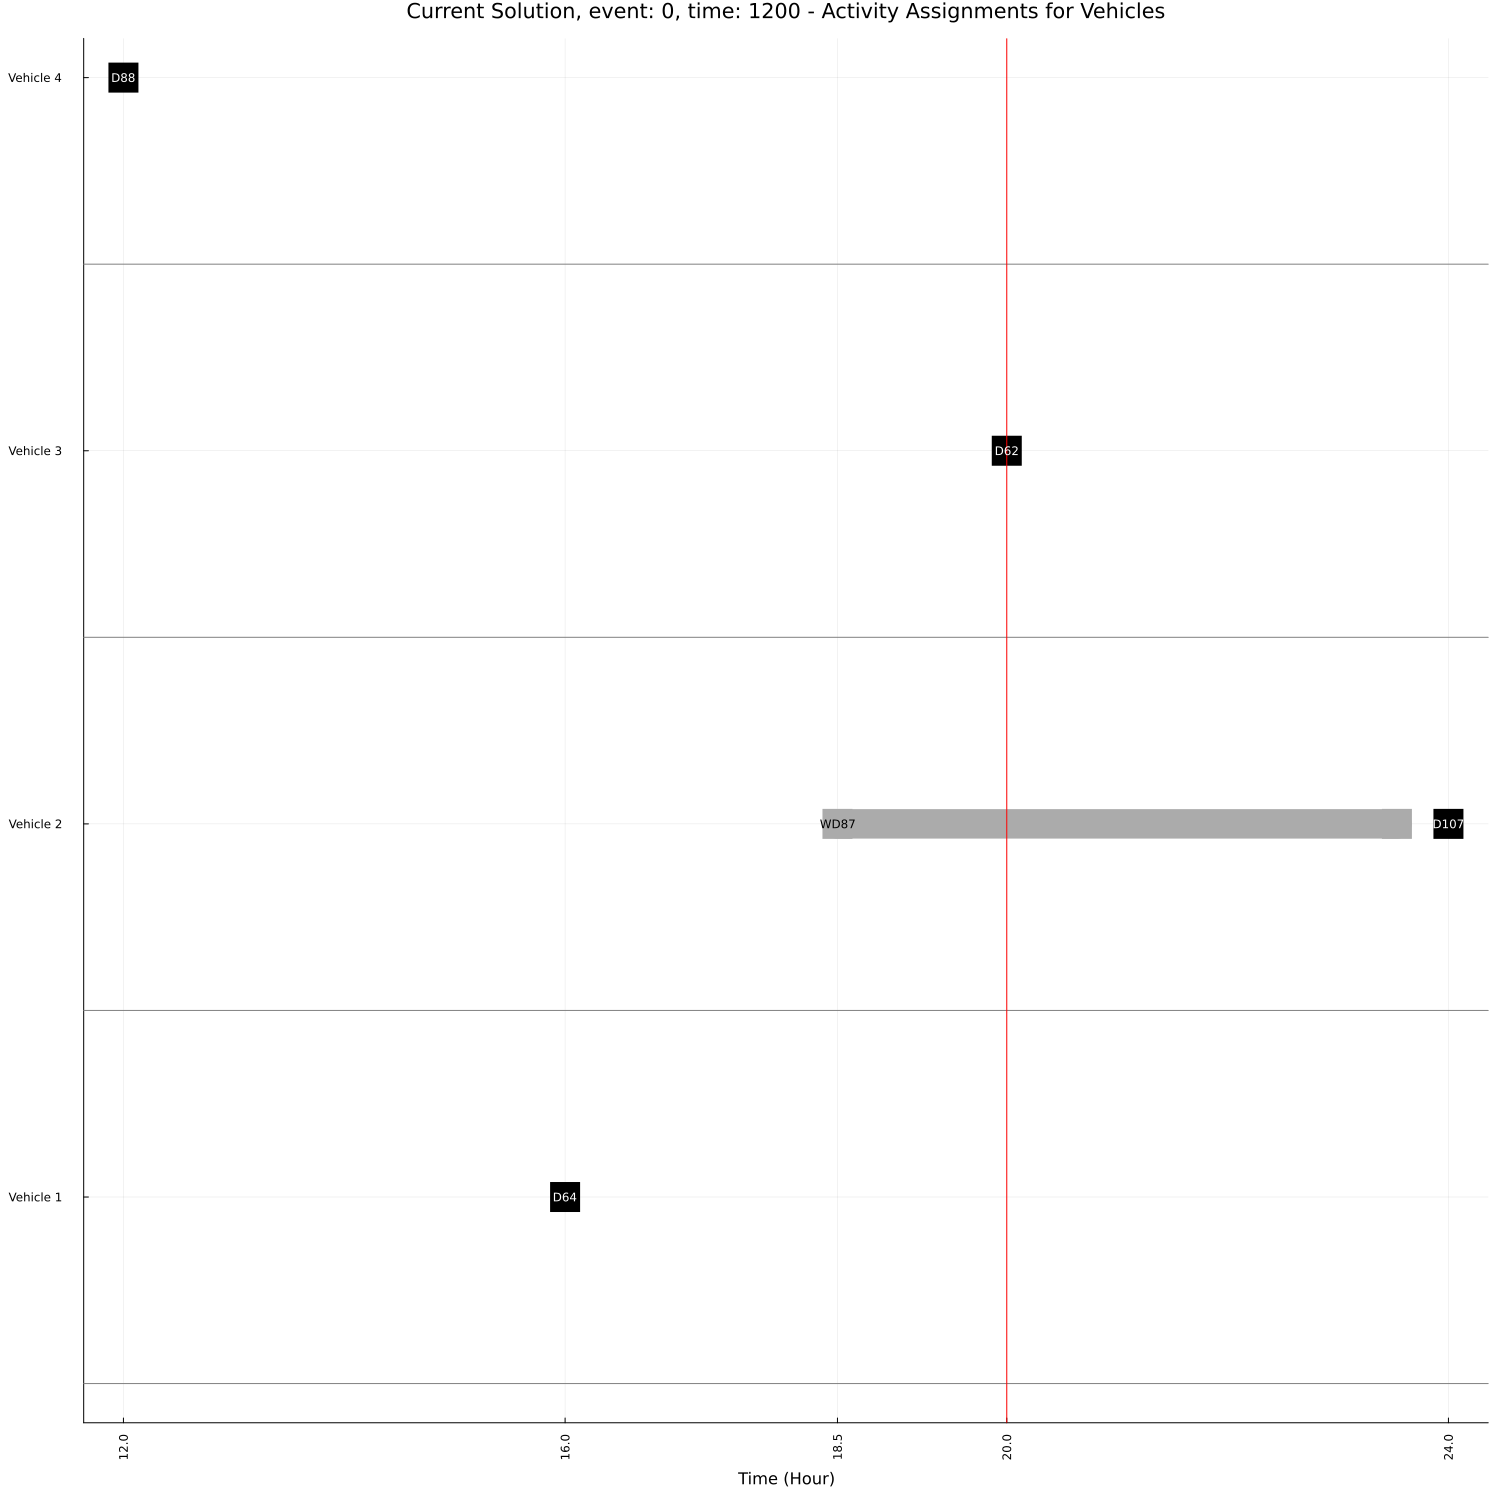 Current Solution, event: 0, time: 1200 - Activity Assignments for Vehicles
Vehicle 4
D88
Vehicle 3
D62
Vehicle 2
WD87
D107
Vehicle 1
D64
12.0
16.0
18.5
20.0
24.0
Time (Hour)